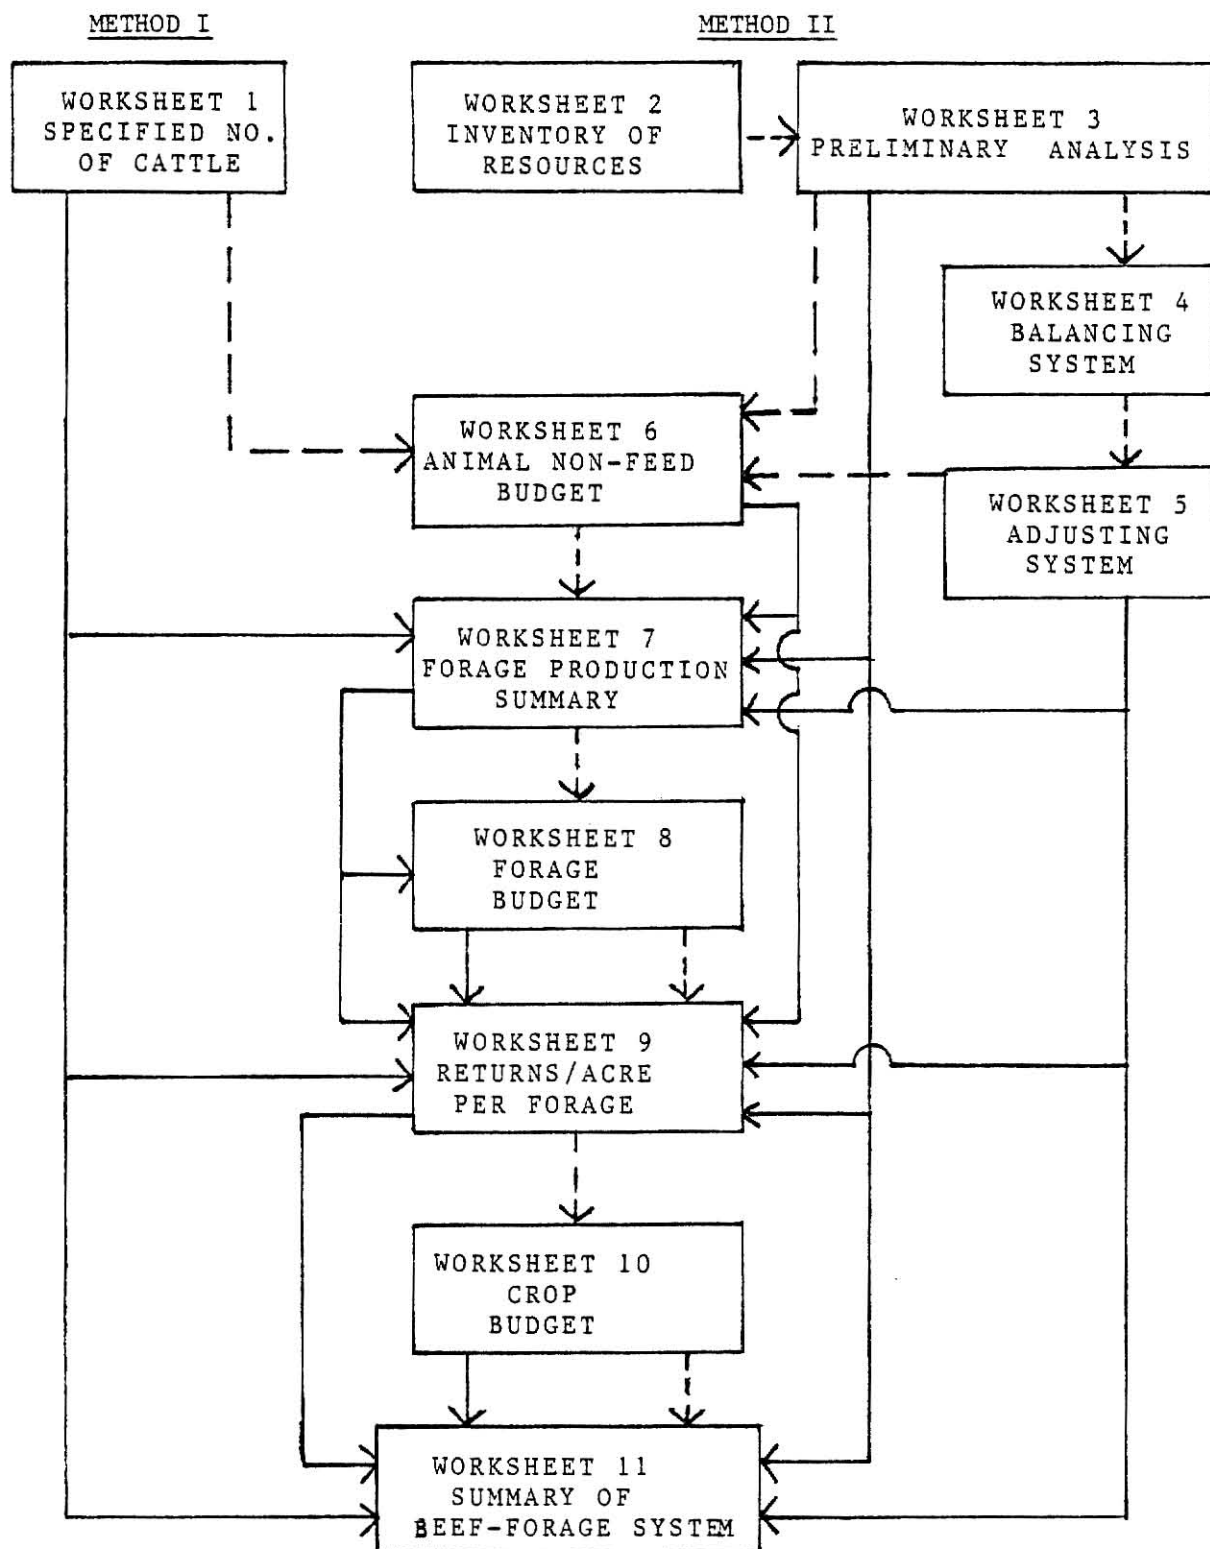 METHOD I
METHOD II
WORKSHEET 1
SPECIFIED NO.
OF CATTLE
WORKSHEET 2
INVENTORY OF
RESOURCES
WORKSHEET 3
PRELIMINARY ANALYSIS
WORKSHEET 4
BALANCING
SYSTEM
WORKSHEET 6
ANIMAL NON-FEED
BUDGET
WORKSHEET 5
ADJUSTING
SYSTEM
WORKSHEET 7
FORAGE PRODUCTION
SUMMARY
WORKSHEET 8
FORAGE
BUDGET
WORKSHEET 9
RETURNS/ACRE
PER FORAGE
WORKSHEET 10
CROP
BUDGET
WORKSHEET 11
SUMMARY OF
BEEF-FORAGE SYSTEM